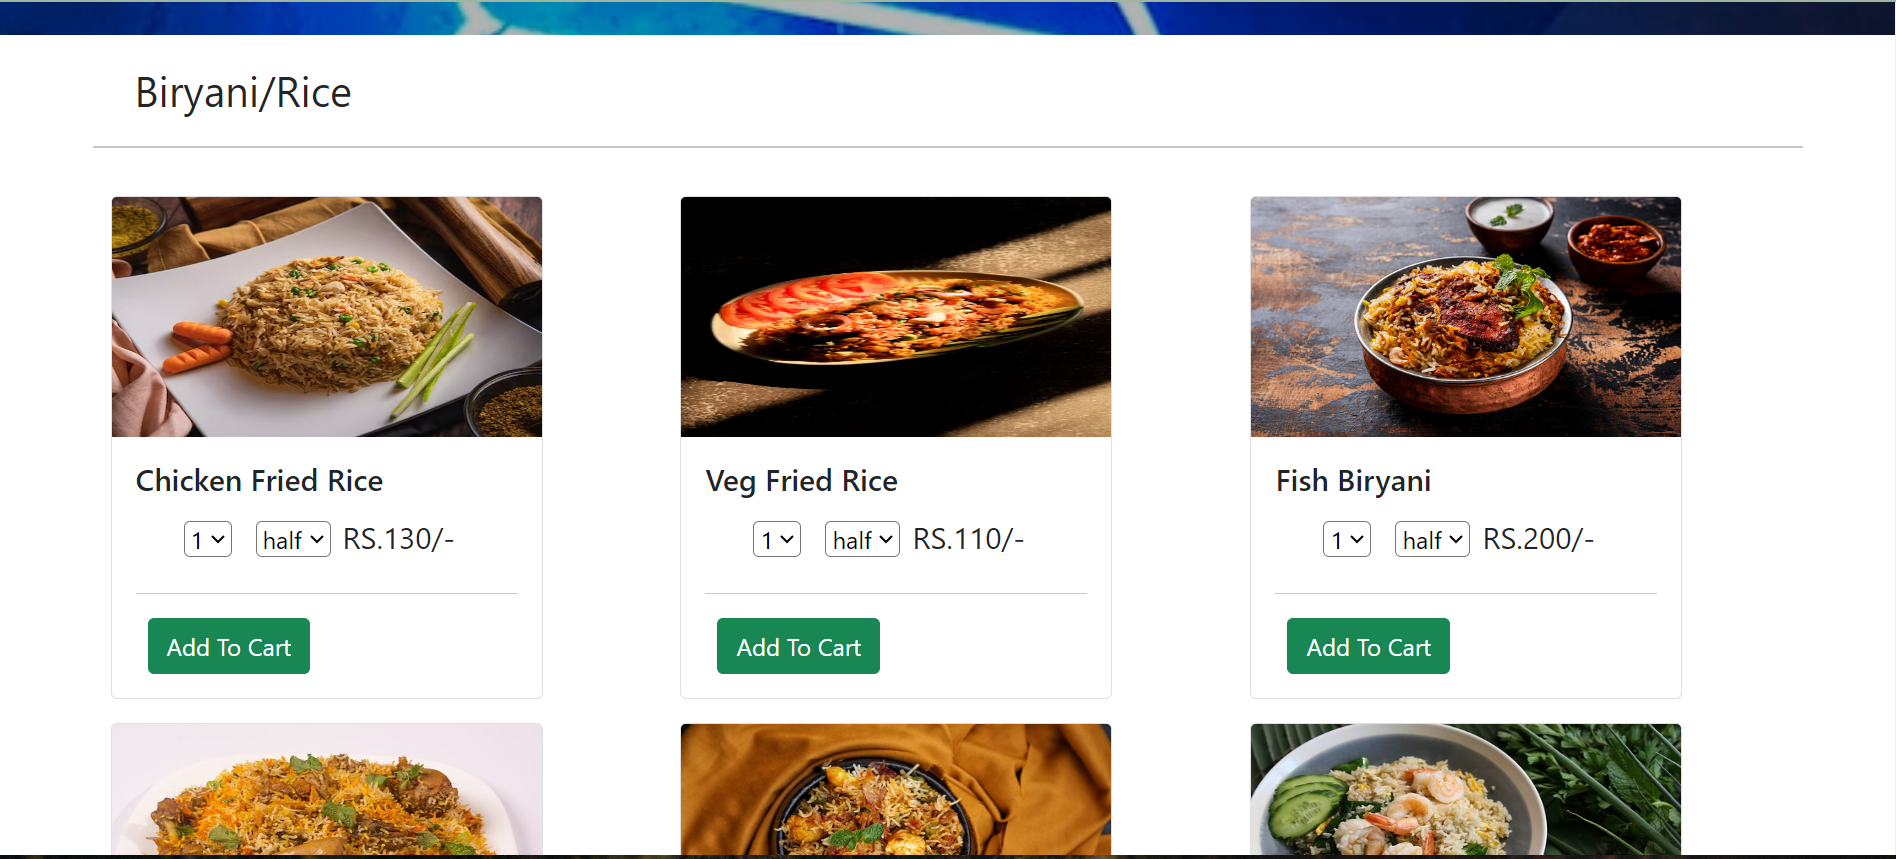 Biryani/Rice
Chicken Fried Rice
1 half RS.130/-
Add To Cart
Veg Fried Rice
1 half RS.110/-
Add To Cart
Fish Biryani
1 half RS.200/-
Add To Cart